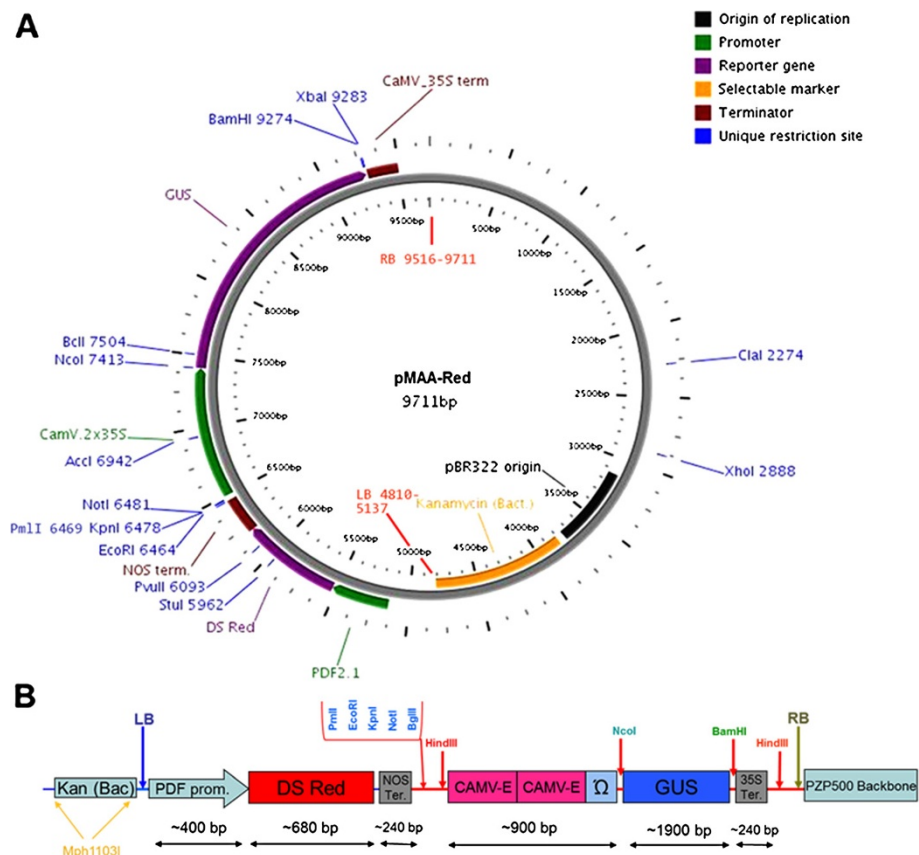 A
Origin of replication
Promoter
Reporter gene
Selectable marker
Terminator
Unique restriction site
CaMV_35S term
XbaI 9283
BamHI 9274
GUS
9500bp
500bp
9000bp
1000bp
RB 9516-9711
8500bp
1500bp
8000bp
2000bp
BclI 7504
NcoI 7413
7500bp
ClaI 2274
pMAA-Red
9711bp
2500bp
7000bp
CamV.2x35S
AccI 6942
3000bp
pBR322 origin
XhoI 2888
6500bp
3500bp
LB 4810-
5137
Kanamycin (Bact.)
NotI 6481
PmlI 6469 KpnI 6478
EcoRI 6464
6000bp
4000bp
5500bp
5000bp
4500bp
NOS term.
PvuII 6093
StuI 5962
DS Red
PDF2.1
B
LB
PmlI
EcoRI
KpnI
NotI
BglII
HindIII
NcoI
BamHI
HindIII
RB
Kan (Bac)
PDF prom.
DS Red
NOS
Ter.
CAMV-E
CAMV-E
Ω
GUS
35S
Ter.
PZP500 Backbone
Mph1103I
~400 bp
~680 bp
~240 bp
~900 bp
~1900 bp
~240 bp